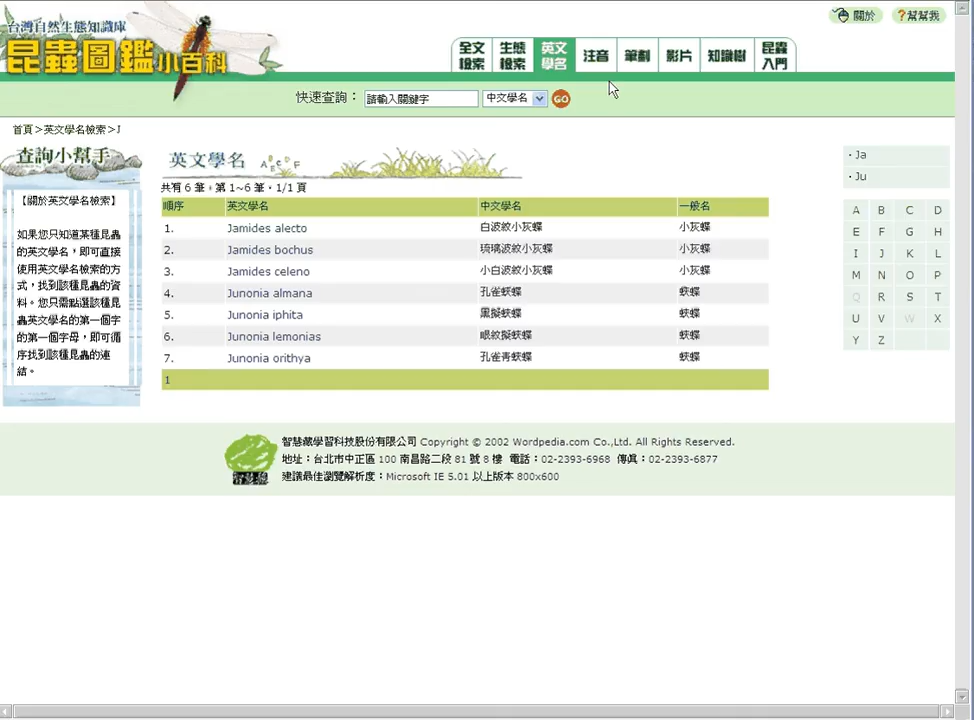 台灣自然生態知識庫
昆蟲圖鑑小百科
關於
?幫幫我
全文檢索
生態檢索
英文學名
注音
筆劃
影片
知識樹
昆蟲入門
快速查詢： 請輸入關鍵字 中文學名 GO
首頁>英文學名檢索>J
查詢小幫手
【關於英文學名檢索】
如果您只知道某種昆蟲
的英文學名，即可直接
使用英文學名檢索的方
式，找到該種昆蟲的資
料。您只需點選該種昆
蟲英文學名的第一個字
的第一個字母，即可循
序找到該種昆蟲的連
結。
英文學名 A B C D F
共有 6 筆，第 1~6 筆，1/1 頁
順序 英文學名 中文學名 一般名
1. Jamides alecto 白波紋小灰蝶 小灰蝶
2. Jamides bochus 琉璃波紋小灰蝶 小灰蝶
3. Jamides celeno 小白波紋小灰蝶 小灰蝶
4. Junonia almana 孔雀蛺蝶 蛺蝶
5. Junonia iphita 黑擬蛺蝶 蛺蝶
6. Junonia lemonias 眼紋擬蛺蝶 蛺蝶
7. Junonia orithya 孔雀青蛺蝶 蛺蝶
1
· Ja
· Ju
A B C D
E F G H
I J K L
M N O P
Q R S T
U V W X
Y Z
智慧藏
智慧藏學習科技股份有限公司 Copyright © 2002 Wordpedia.com Co.,Ltd. All Rights Reserved.
地址：台北市中正區 100 南昌路二段 81 號 8 樓 電話：02-2393-6968 傳真：02-2393-6877
建議最佳瀏覽解析度：Microsoft IE 5.01 以上版本 800x600